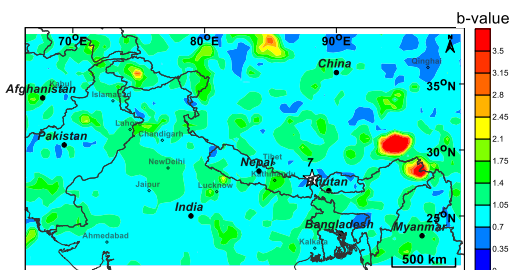 b-value
70°E 80°E 90°E N
3.5
China Qinghai
3.15
Afghanistan Kabul
35°N
2.8
Islamabad
2.45
Lahore
2.1
Pakistan Chandigarh
30°N
1.75
NewDelhi Nepal Tibet 7
Kathmandu
1.4
Jaipur Lucknow Bhutan
1.05
India 25°N
Bangladesh Myanmar
0.7
Ahmedabad Kalkata
0.35
500 km
0